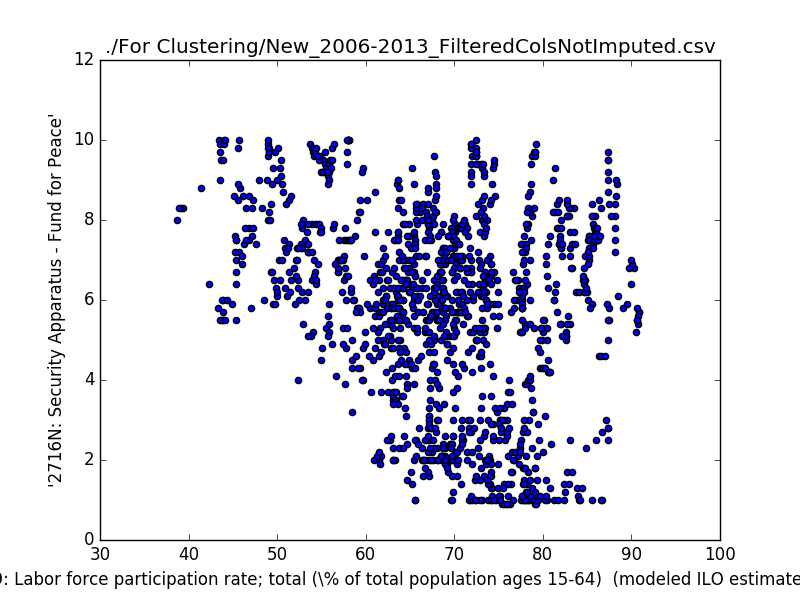 ./For Clustering/New_2006-2013_FilteredColsNotImputed.csv
12
10
8
6
4
2
0
'2716N: Security Apparatus - Fund for Peace'
30 40 50 60 70 80 90 100
: Labor force participation rate; total (\% of total population ages 15-64) (modeled ILO estimate